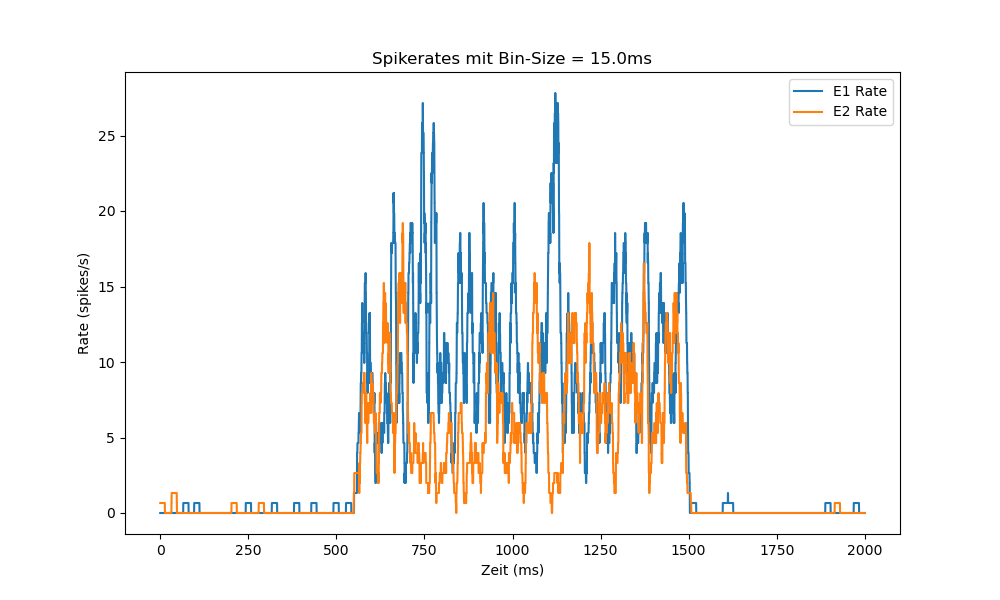 Spikerates mit Bin-Size = 15.0ms
E1 Rate
E2 Rate
Rate (spikes/s)
25
20
15
10
5
0
0 250 500 750 1000 1250 1500 1750 2000
Zeit (ms)